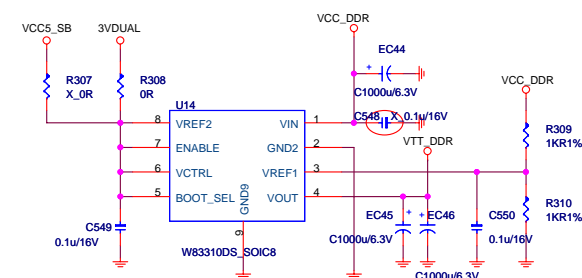 VCC_DDR
VCC5_SB
3VDUAL
EC44
R307
X_0R
R308
0R
C1000u/6.3V
VCC_DDR
U14
C548
X_0.1u/16V
8
VREF2
VIN
1
R309
1KR1%
7
ENABLE
GND2
2
VTT_DDR
6
VCTRL
VREF1
3
5
BOOT_SEL
VOUT
4
GND9
9
R310
1KR1%
C549
0.1u/16V
EC45
EC46
C550
C1000u/6.3V
0.1u/16V
W83310DS_SOIC8
C1000u/6.3V